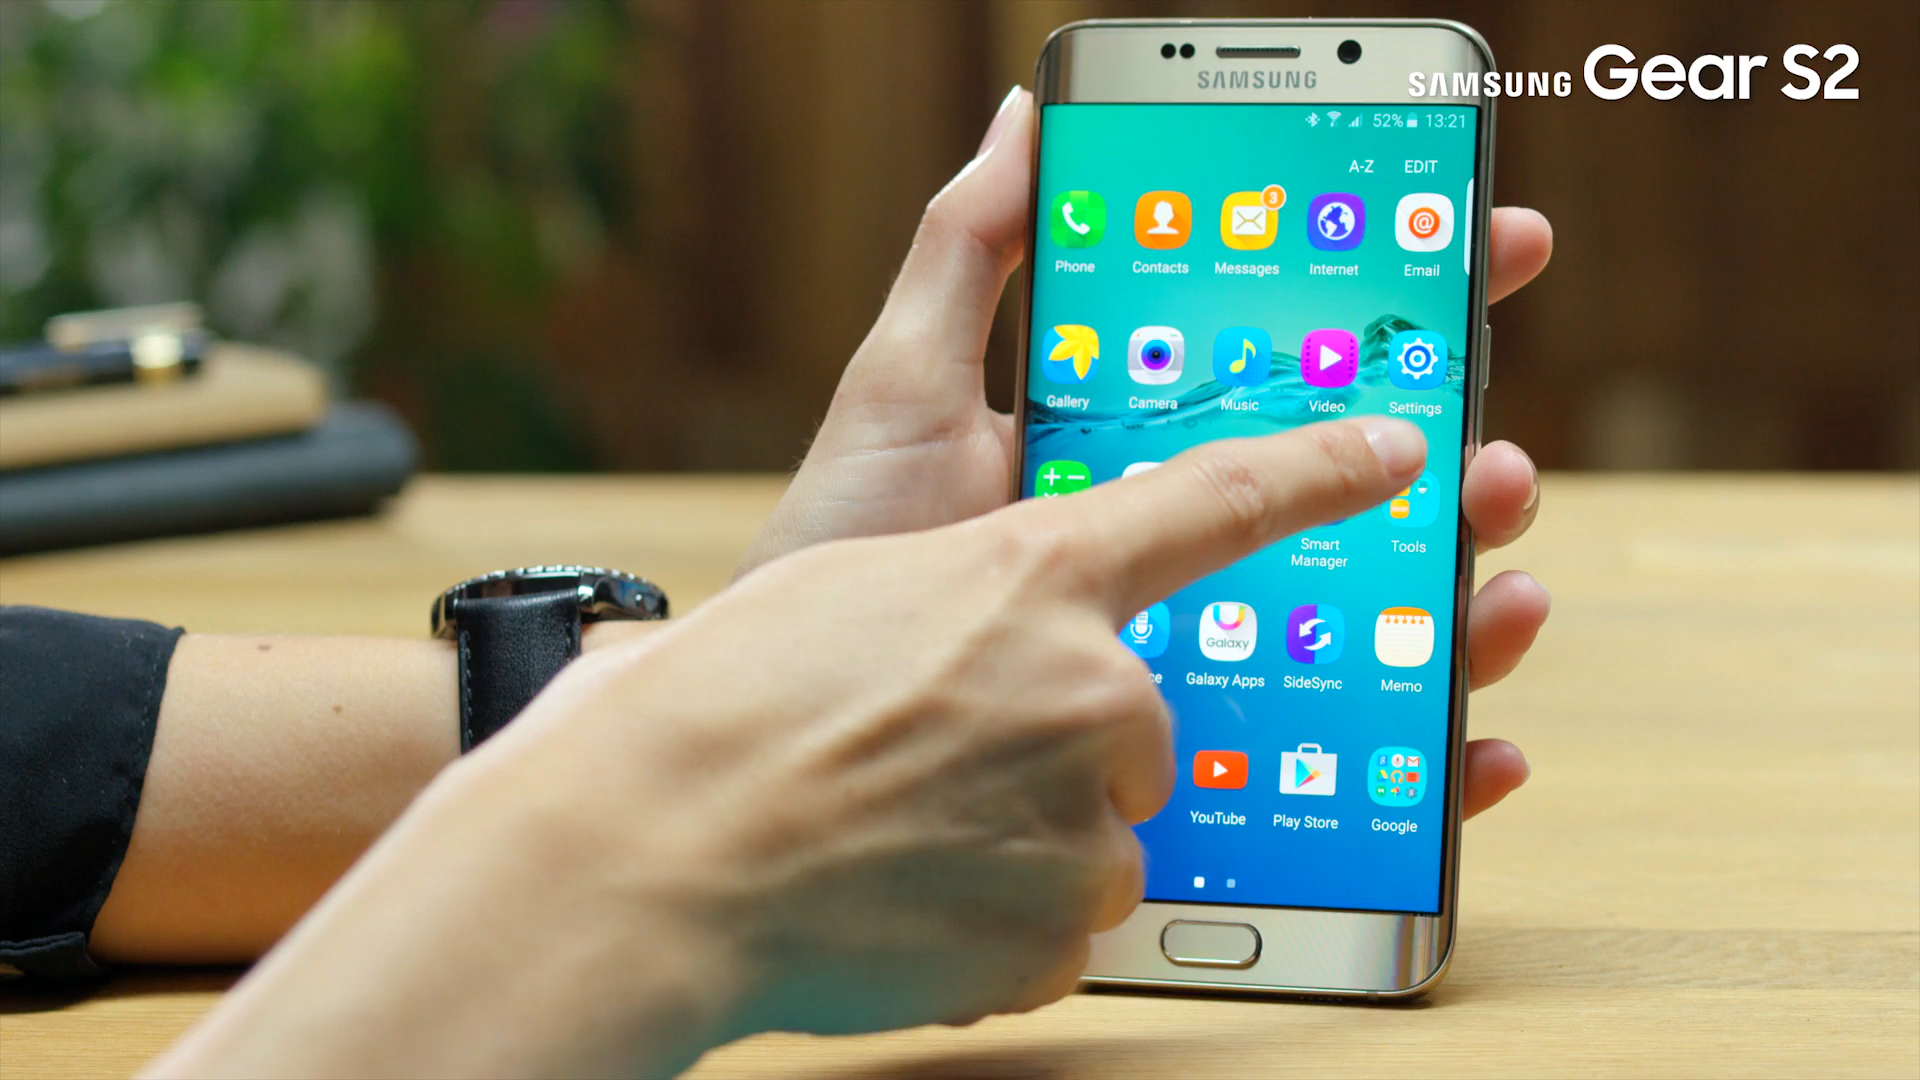 SAMSUNG
SAMSUNG Gear S2
52% 13:21
A-Z EDIT
3
Phone Contacts Messages Internet Email
Gallery Camera Music Video Settings
Smart Manager Tools
Galaxy
Galaxy Apps SideSync Memo
YouTube Play Store Google